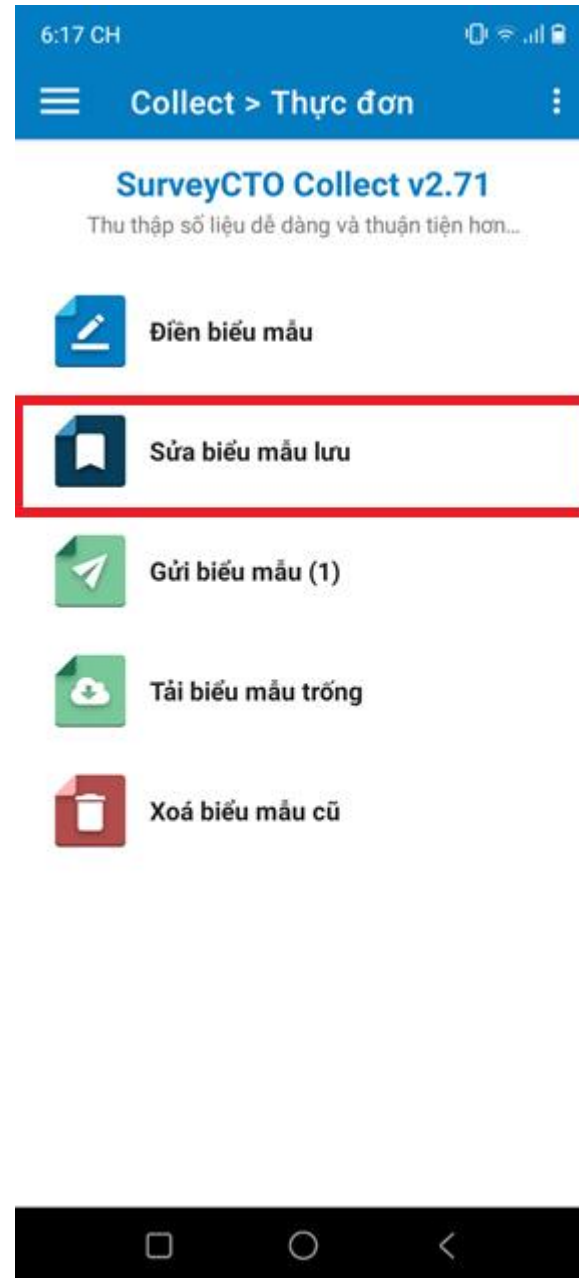 6:17 CH
Collect > Thực đơn
SurveyCTO Collect v2.71
Thu thập số liệu dễ dàng và thuận tiện hơn...
Điền biểu mẫu
Sửa biểu mẫu lưu
Gửi biểu mẫu (1)
Tải biểu mẫu trống
Xoá biểu mẫu cũ